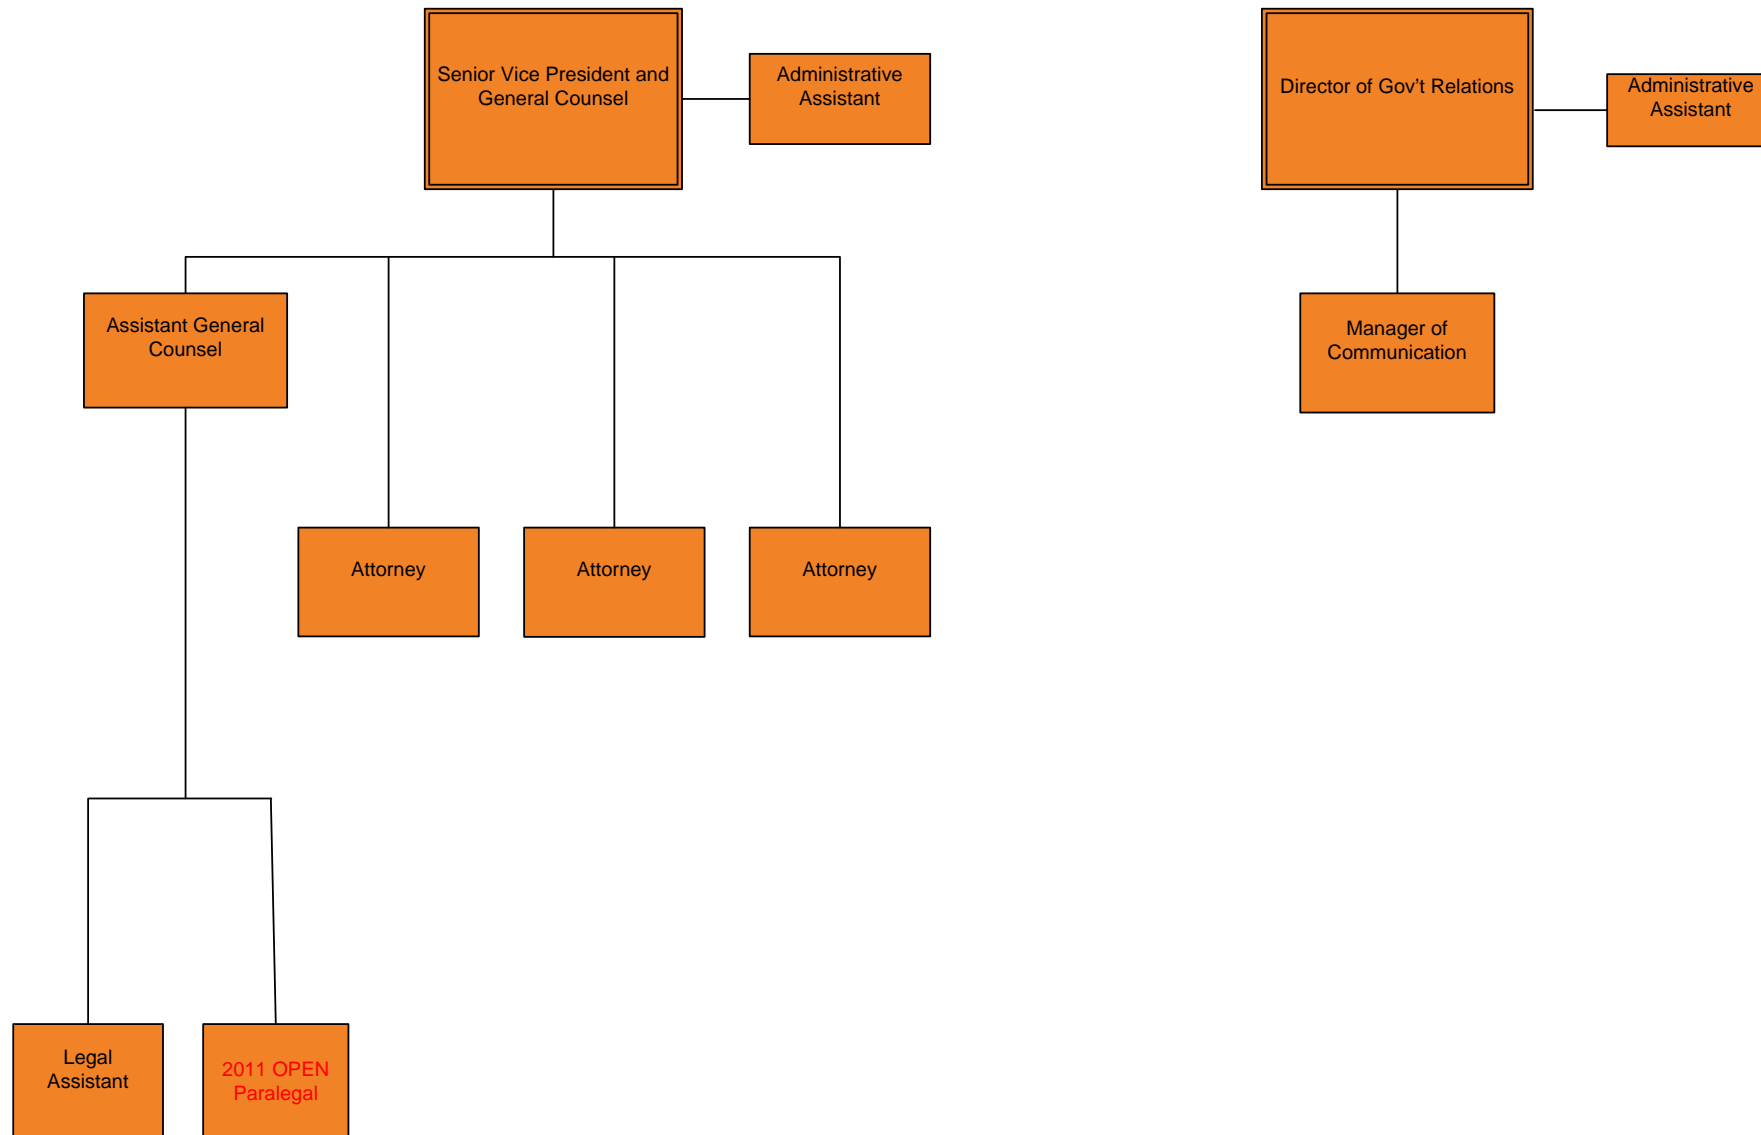 Senior Vice President and
General Counsel
Administrative
Assistant
Director of Gov't Relations
Administrative
Assistant
Assistant General
Counsel
Manager of
Communication
Attorney
Attorney
Attorney
Legal
Assistant
2011 OPEN
Paralegal